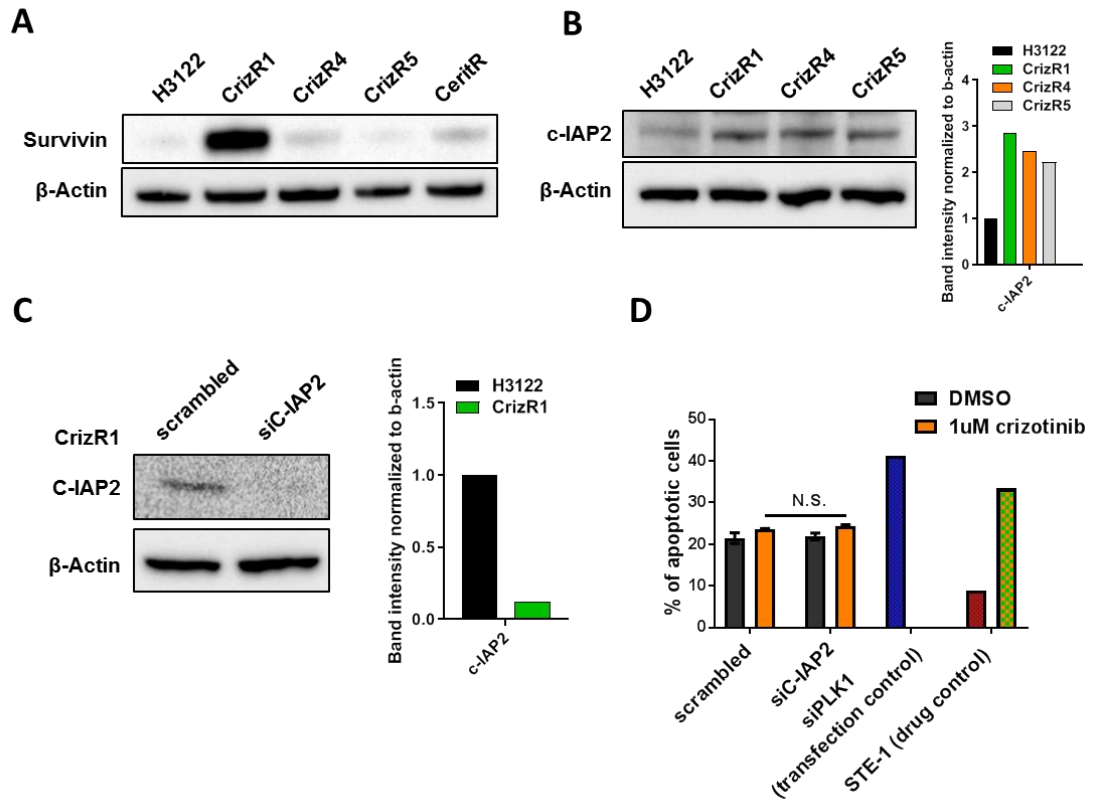 A
H3122
CrizR1
CrizR4
CrizR5
CeritR
Survivin
β-Actin
B
H3122
CrizR1
CrizR4
CrizR5
c-IAP2
β-Actin
H3122
CrizR1
CrizR4
CrizR5
Band intensity normalized to b-actin
4
3
2
1
0
c-IAP2
C
scrambled
siC-IAP2
CrizR1
C-IAP2
β-Actin
H3122
CrizR1
Band intensity normalized to b-actin
1.5
1.0
0.5
0.0
c-IAP2
D
DMSO
1uM crizotinib
% of apoptotic cells
50
40
30
20
10
0
N.S.
scrambled
siC-IAP2
siPLK1
(transfection control)
STE-1 (drug control)